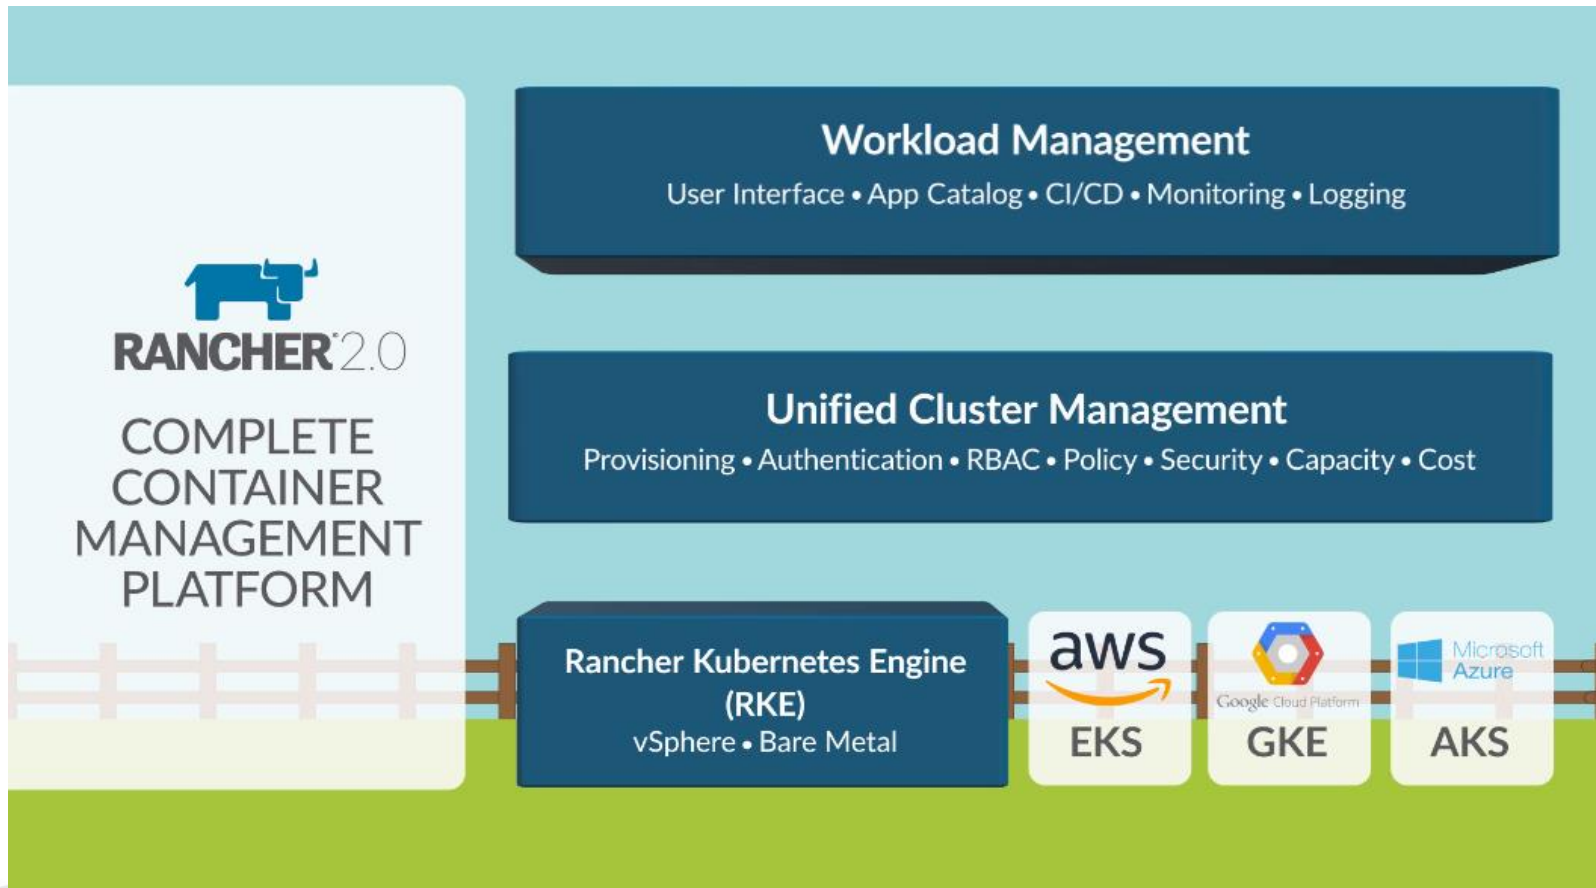 RANCHER® 2.0
COMPLETE
CONTAINER
MANAGEMENT
PLATFORM
Workload Management
User Interface • App Catalog • CI/CD • Monitoring • Logging
Unified Cluster Management
Provisioning • Authentication • RBAC • Policy • Security • Capacity • Cost
Rancher Kubernetes Engine
(RKE)
vSphere • Bare Metal
aws
EKS
Google Cloud Platform
GKE
Microsoft
Azure
AKS